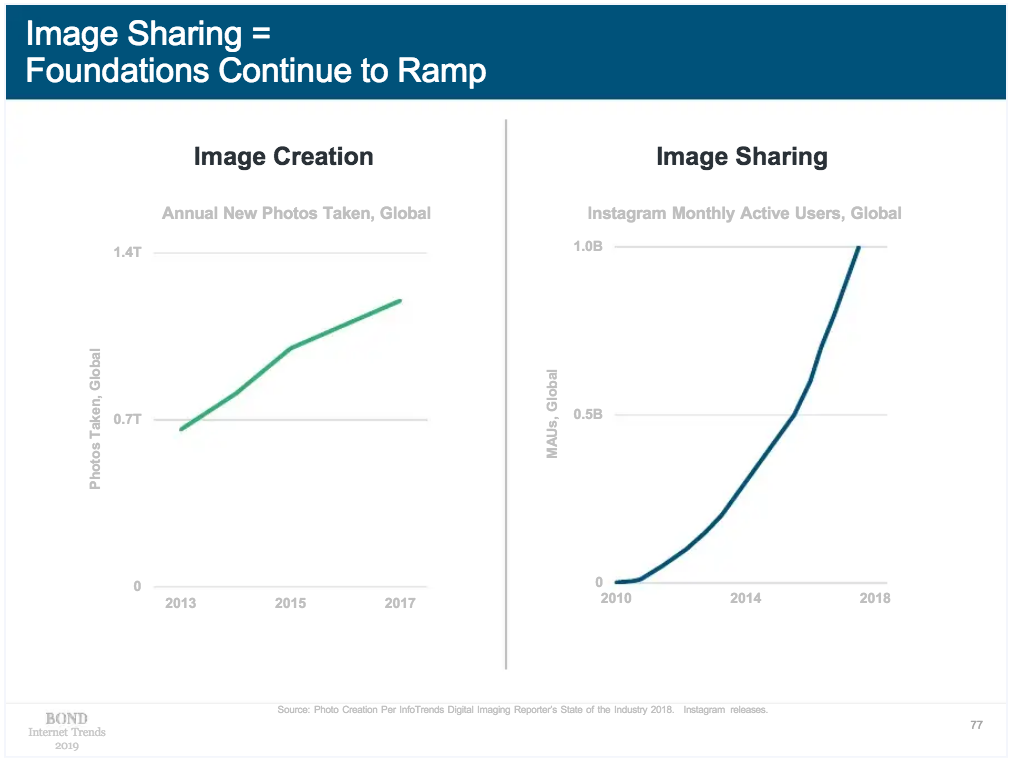 Image Sharing =
Foundations Continue to Ramp
Image Creation
Annual New Photos Taken, Global
Photos Taken, Global
1.4T
0.7T
0
2013 2015 2017
Image Sharing
Instagram Monthly Active Users, Global
MAUs, Global
1.0B
0.5B
0
2010 2014 2018
Source: Photo Creation Per InfoTrends Digital Imaging Reporter's State of the Industry 2018. Instagram releases.
BOND
Internet Trends
2019
77